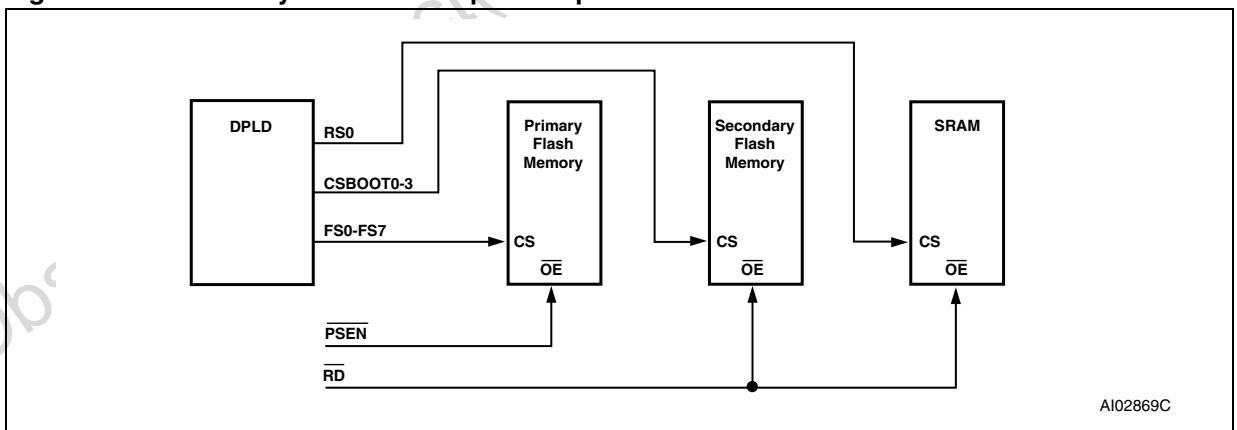 DPLD
RS0
CSBOOT0-3
FS0-FS7
Primary
Flash
Memory
CS
OE
Secondary
Flash
Memory
CS
OE
SRAM
CS
OE
PSEN
RD
AI02869C